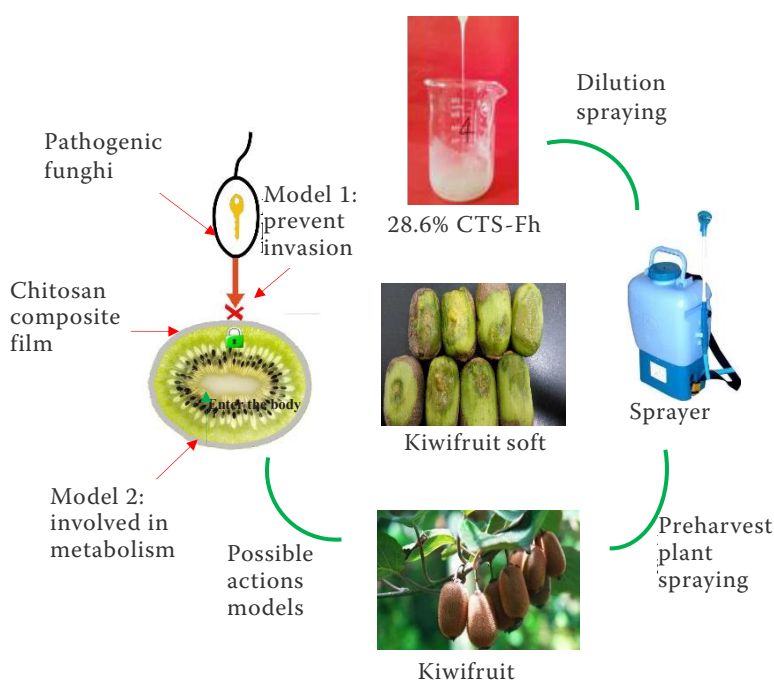 Dilution
spraying
4
28.6% CTS-Fh
Pathogenic
funghi
Model 1:
prevent
invasion
Chitosan
composite
film
Enter the body
Kiwifruit soft
Sprayer
Model 2:
involved in
metabolism
Possible
actions
models
Preharvest
plant
spraying
Kiwifruit